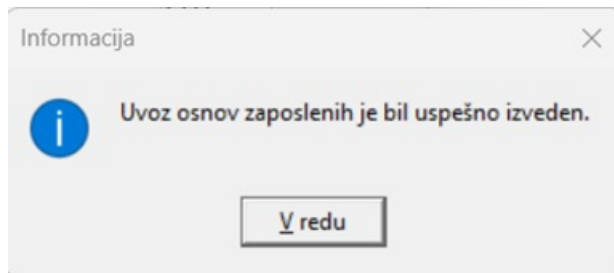 Informacija
Uvoz osnov zaposlenih je bil uspešno izveden.
V redu